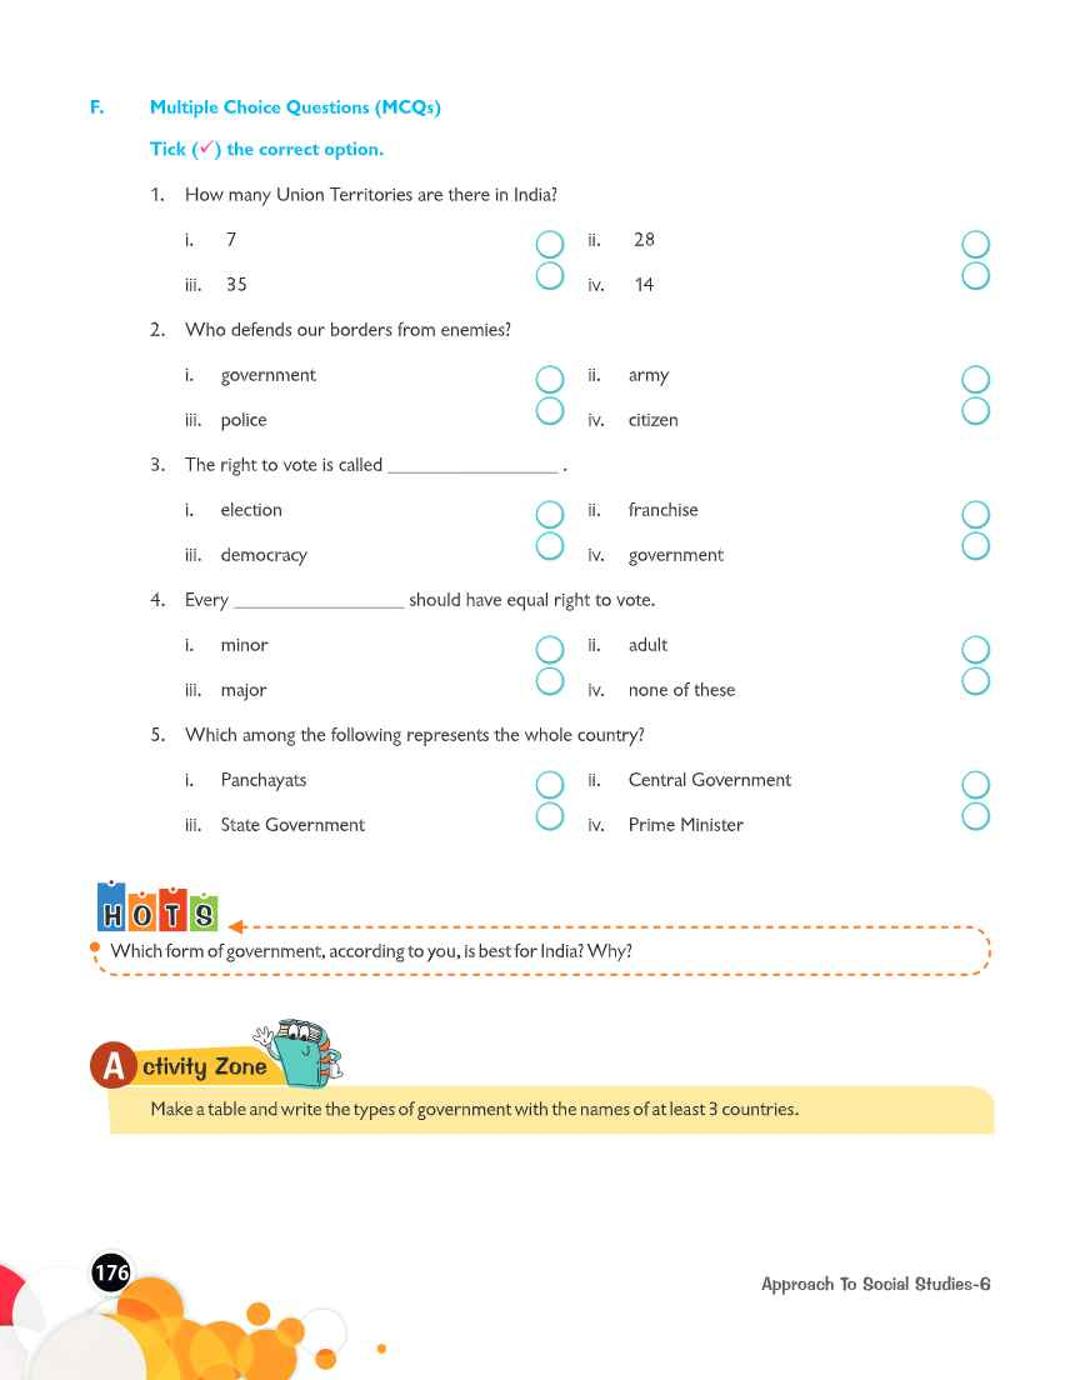 F. Multiple Choice Questions (MCQs)
Tick (✓) the correct option.
1. How many Union Territories are there in India?
i. 7 ii. 28
iii. 35 iv. 14
2. Who defends our borders from enemies?
i. government ii. army
iii. police iv. citizen
3. The right to vote is called _________________ .
i. election ii. franchise
iii. democracy iv. government
4. Every _________________ should have equal right to vote.
i. minor ii. adult
iii. major iv. none of these
5. Which among the following represents the whole country?
i. Panchayats ii. Central Government
iii. State Government iv. Prime Minister
HOTS
Which form of government, according to you, is best for India? Why?
Activity Zone
Make a table and write the types of government with the names of at least 3 countries.
176
Approach To Social Studies-6